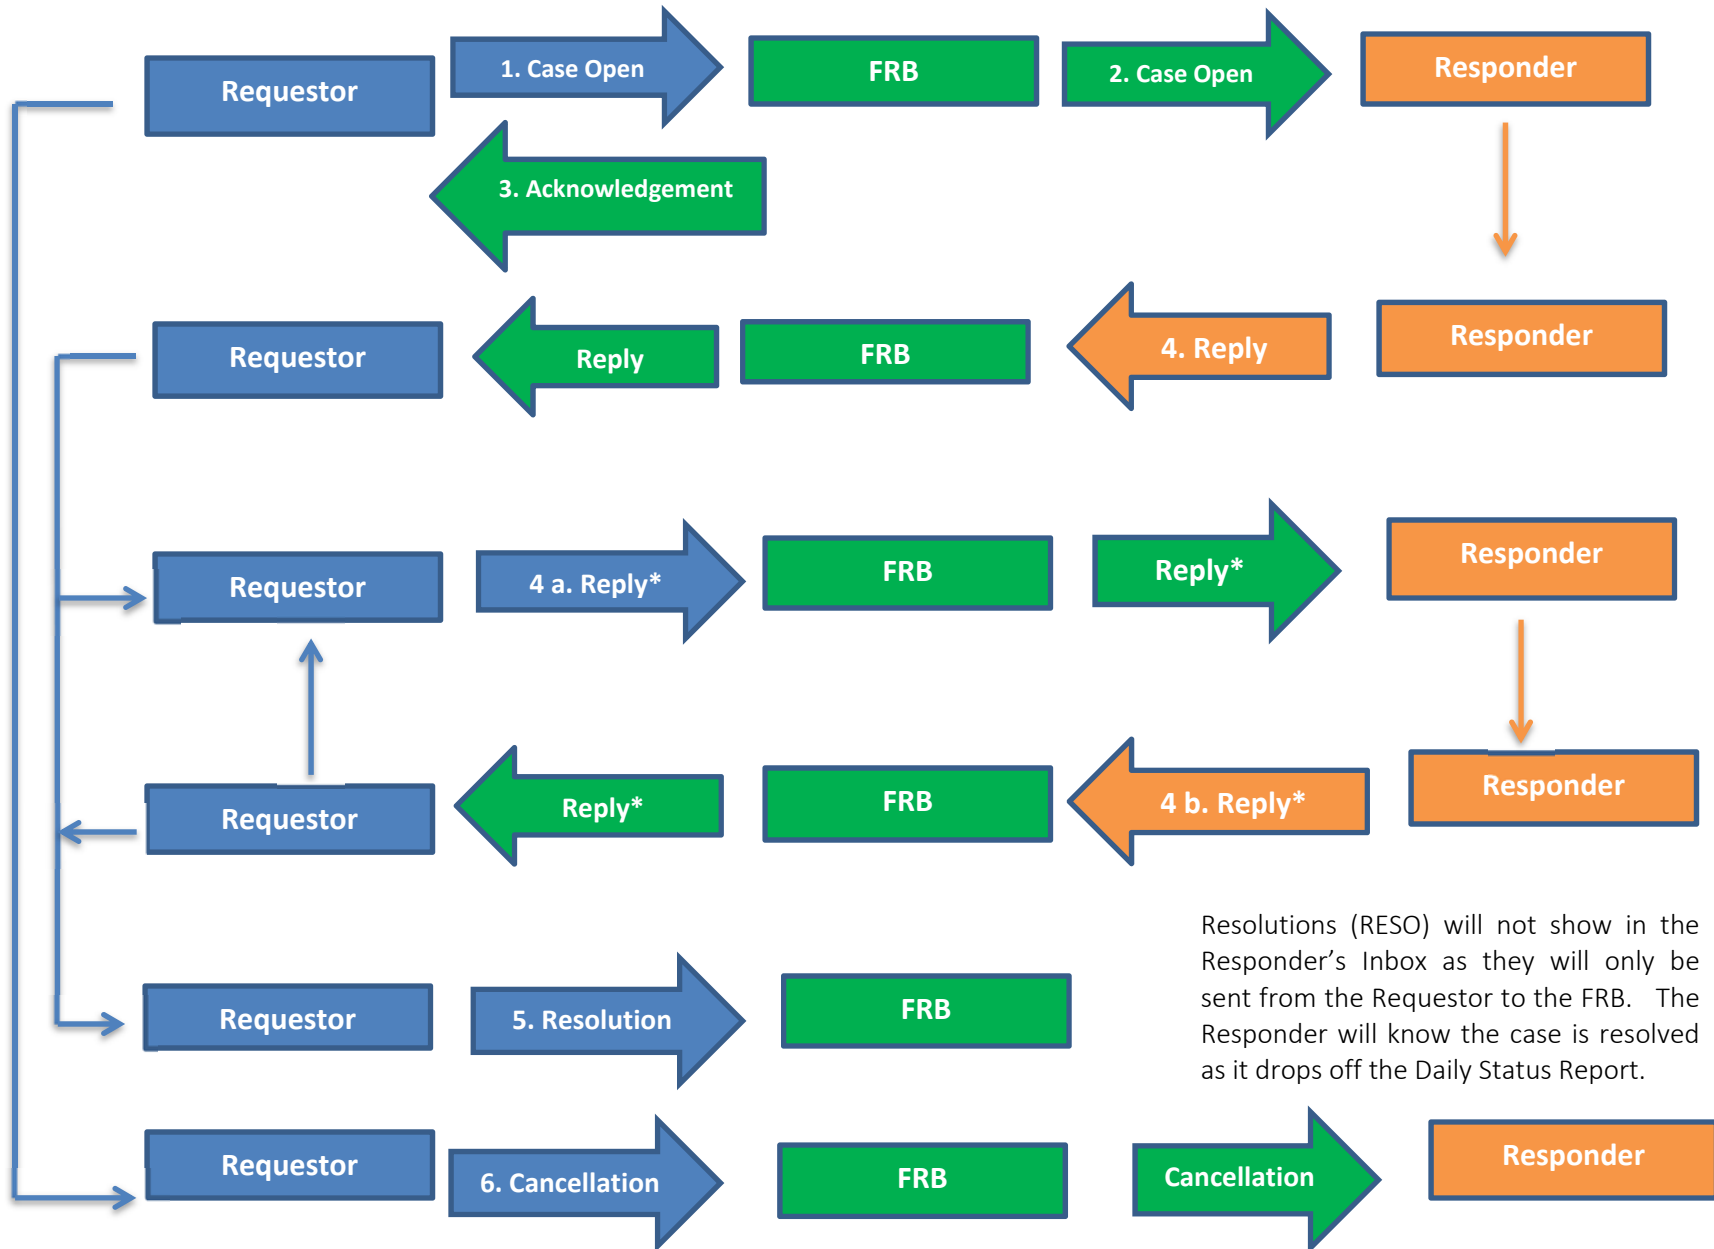 Requestor
1. Case Open
FRB
2. Case Open
Responder
3. Acknowledgement
Requestor
Reply
FRB
4. Reply
Responder
Requestor
4 a. Reply*
FRB
Reply*
Responder
Requestor
Reply*
FRB
4 b. Reply*
Responder
Resolutions (RESO) will not show in the
Responder’s Inbox as they will only be
sent from the Requestor to the FRB. The
Responder will know the case is resolved
as it drops off the Daily Status Report.
Requestor
5. Resolution
FRB
Requestor
6. Cancellation
FRB
Cancellation
Responder